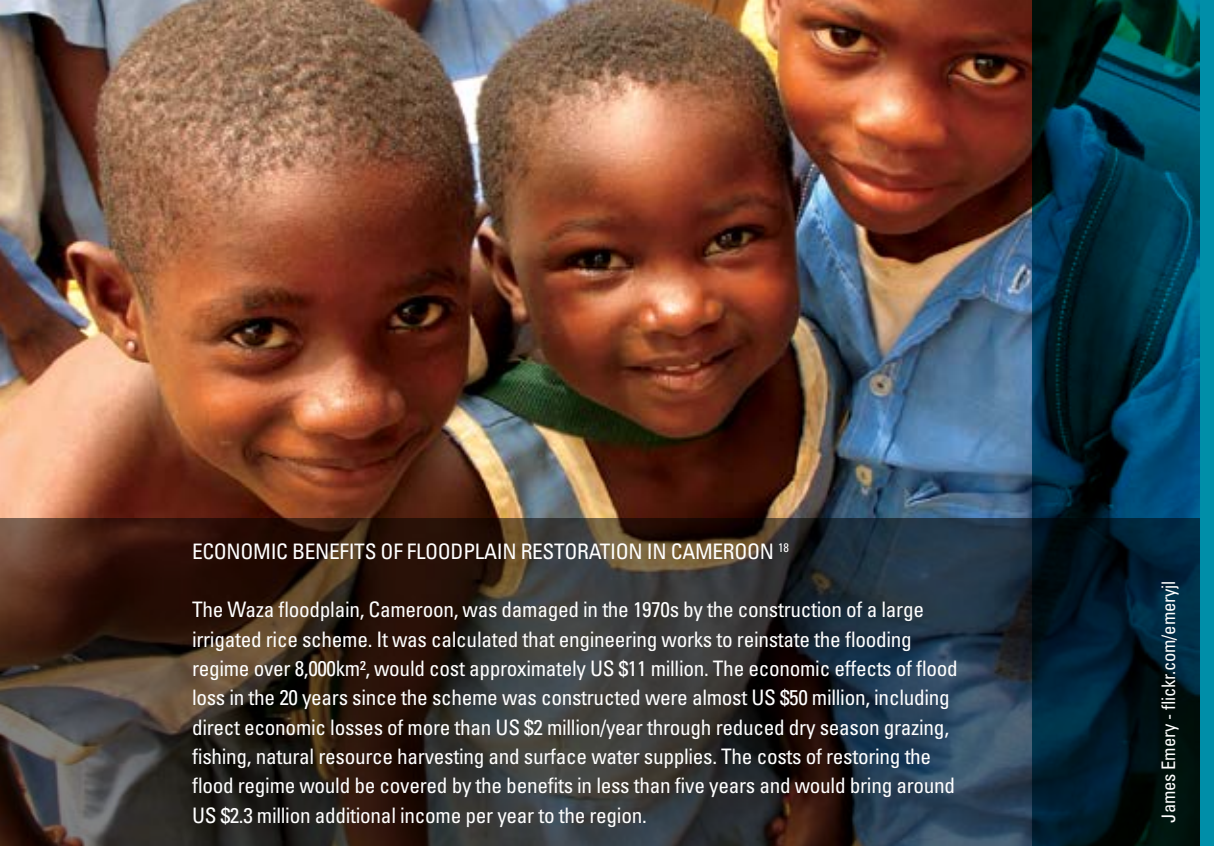 ECONOMIC BENEFITS OF FLOODPLAIN RESTORATION IN CAMEROON 18
The Waza floodplain, Cameroon, was damaged in the 1970s by the construction of a large
irrigated rice scheme. It was calculated that engineering works to reinstate the flooding
regime over 8,000km², would cost approximately US $11 million. The economic effects of flood
loss in the 20 years since the scheme was constructed were almost US $50 million, including
direct economic losses of more than US $2 million/year through reduced dry season grazing,
fishing, natural resource harvesting and surface water supplies. The costs of restoring the
flood regime would be covered by the benefits in less than five years and would bring around
US $2.3 million additional income per year to the region.
James Emery - flickr.com/emeryjl